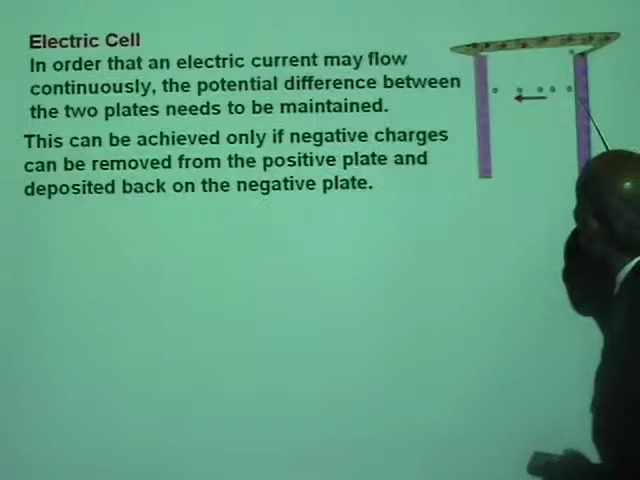 Electric Cell
In order that an electric current may flow
continuously, the potential difference between
the two plates needs to be maintained.
This can be achieved only if negative charges
can be removed from the positive plate and
deposited back on the negative plate.